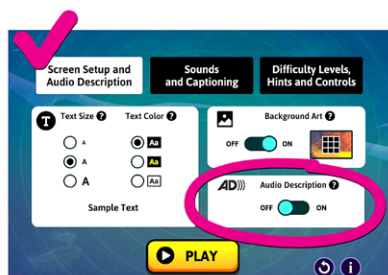 Screen Setup and
Audio Description
Sounds
and Captioning
Difficulty Levels,
Hints and Controls
T
Text Size ?
Text Color ?
A
Aa
A
Aa
A
Aa
Sample Text
Background Art ?
OFF
ON
AD)))
Audio Description ?
OFF
ON
PLAY
i